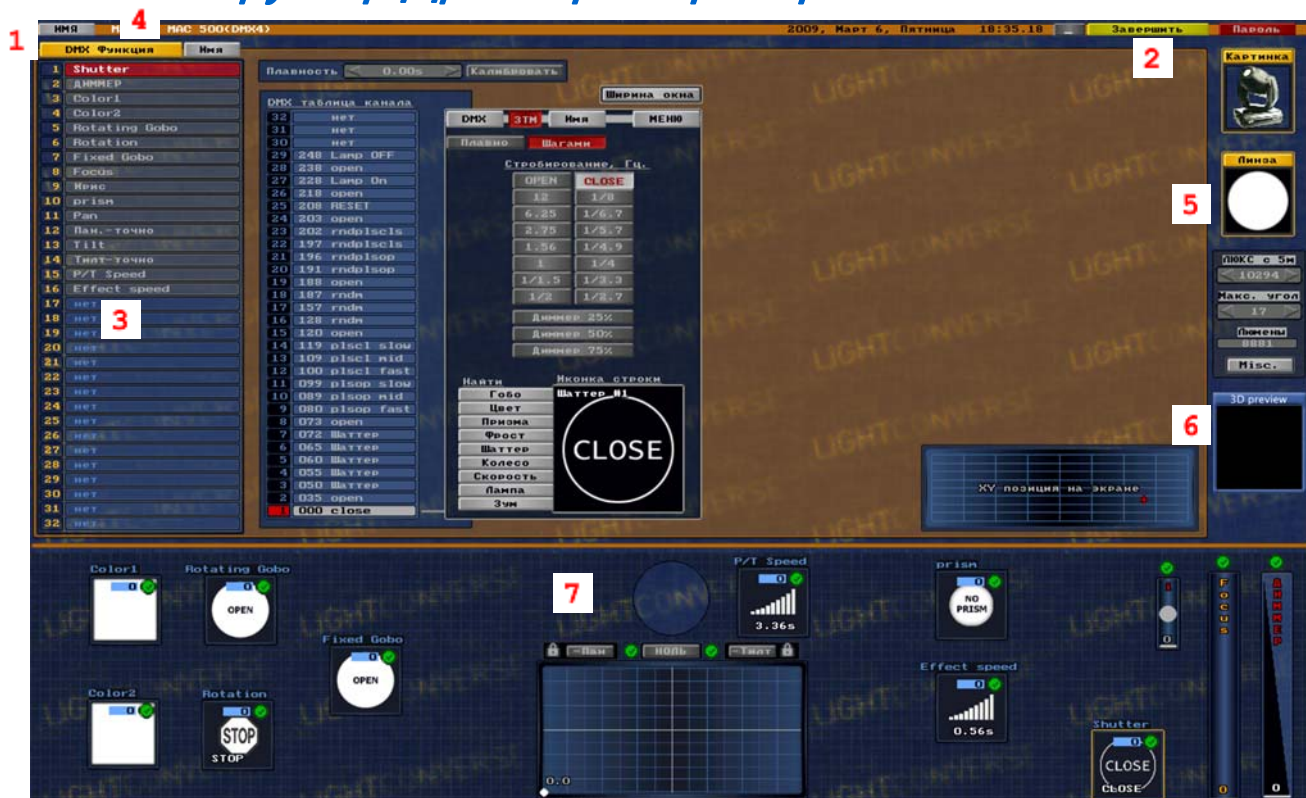 4
ИМЯ MAC 500(DMX4) 2009, Март 6, Пятница 18:35.18 _ Завершить Пароль
1
2
DMX Функция Имя
Картинка
1 Shutter
2 ДИММЕР
3 Color1
4 Color2
5 Rotating Gobo
6 Rotation
7 Fixed Gobo
8 Focus
9 Ирис
10 prism
11 Pan
12 Пан.-точно
13 Tilt
14 Тилт-точно
15 P/T Speed
16 Effect speed
17 нет
18 нет
19 нет
20 нет
21 нет
22 нет
23 нет
24 нет
25 нет
26 нет
27 нет
28 нет
29 нет
30 нет
31 нет
32 нет
3
Плавность 0.00s Калибровать
DMX таблица канала
32 нет
31 нет
30 нет
29 248 Lamp OFF
28 238 open
27 228 Lamp On
26 218 open
25 208 RESET
24 203 open
23 202 rndplscls
22 197 rndplscls
21 196 rndplsop
20 191 rndplsop
19 188 open
18 187 rndm
17 157 rndm
16 128 rndm
15 120 open
14 119 plscl slow
13 109 plscl mid
12 100 plscl fast
11 099 plsop slow
10 089 plsop mid
9 080 plsop fast
8 073 open
7 072 Шаттер
6 065 Шаттер
5 060 Шаттер
4 055 Шаттер
3 050 Шаттер
2 035 open
1 000 close
Ширина окна
DMX ЭТМ Имя МЕНЮ
Плавно Шагами
Стробирование, Гц.
OPEN CLOSE
12 1/8
6.25 1/6.7
2.75 1/5.7
1.56 1/4.9
1 1/4
1/1.5 1/3.3
1/2 1/2.7
Диммер 25%
Диммер 50%
Диммер 75%
Найти
Гобо
Цвет
Призма
Фрост
Шаттер
Колесо
Скорость
Лампа
Зум
Иконка строки
Шаттер #1
CLOSE
Линза
5
ЛЮКС с 5м
10294
Макс. угол
17
Люмены
8881
Misc.
3D preview
6
XY позиция на экране
Color1
0
Rotating Gobo
0
OPEN
Fixed Gobo
0
OPEN
Color2
0
Rotation
0
STOP
STOP
7
P/T Speed
0
3.36s
-Пан НОЛЬ -Тилт
0.0
prism
0
NO
PRISM
Effect speed
0
0.56s
Shutter
0
CLOSE
CLOSE
0
Focus
0
ДИММЕР
0
LIGHTCONVERSE